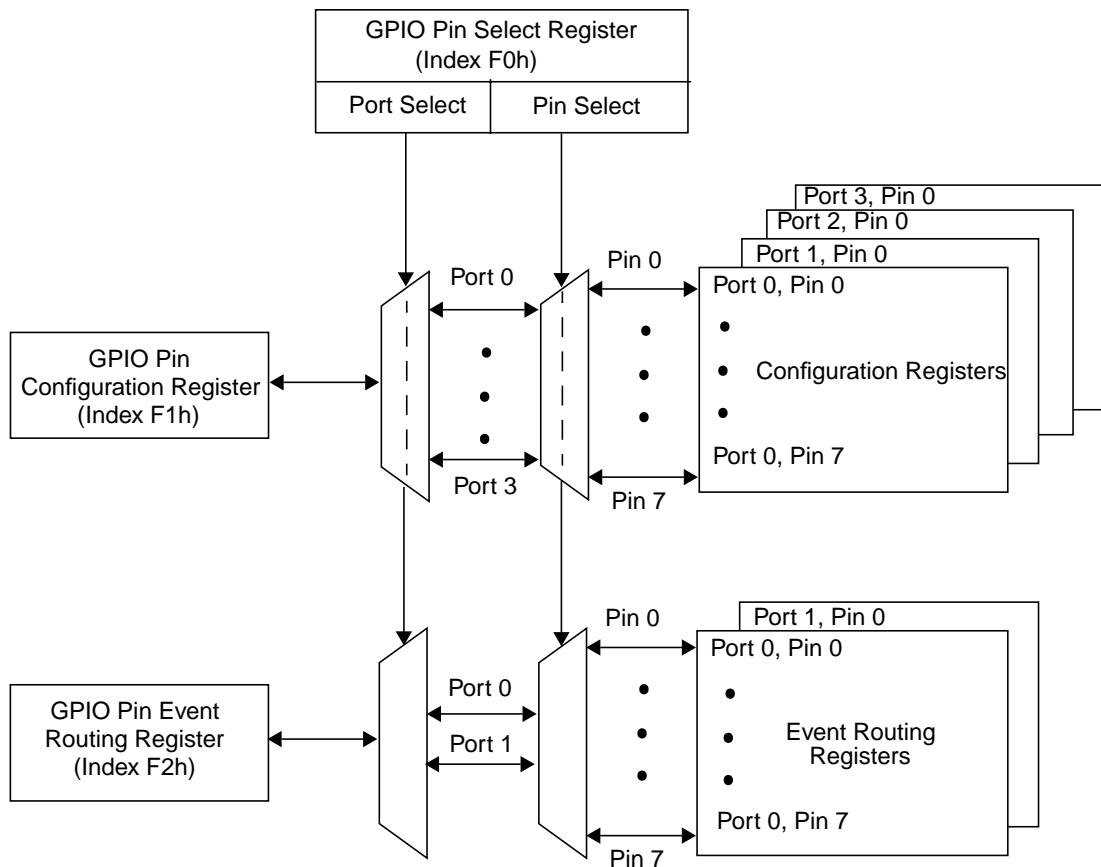 GPIO Pin Select Register
(Index F0h)
Port Select
Pin Select
Port 3, Pin 0
Port 2, Pin 0
Port 1, Pin 0
Port 0, Pin 0
Port 0
Pin 0
GPIO Pin
Configuration Register
(Index F1h)
Configuration Registers
Port 0, Pin 7
Port 3
Pin 7
Port 1, Pin 0
Port 0, Pin 0
Pin 0
GPIO Pin Event
Routing Register
(Index F2h)
Port 0
Port 1
Event Routing
Registers
Port 0, Pin 7
Pin 7